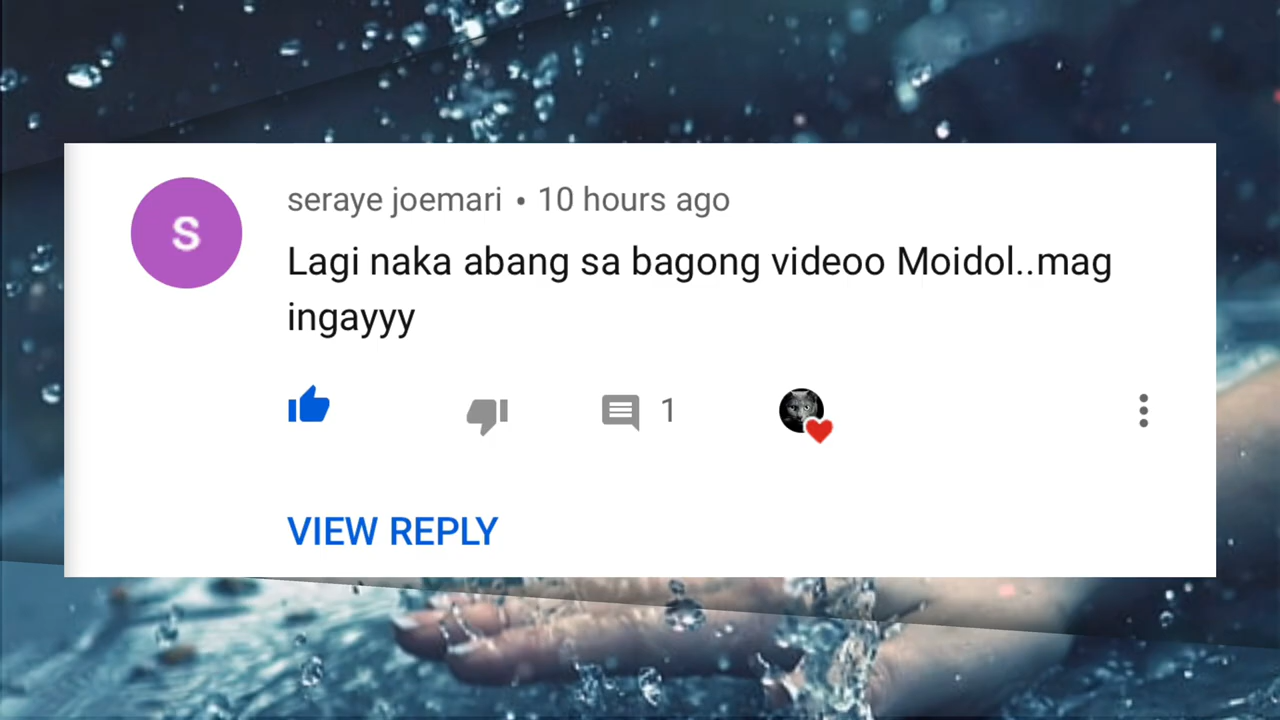 S
seraye joemari • 10 hours ago
Lagi naka abang sa bagong videoo Moidol..mag
ingayyy
1
VIEW REPLY